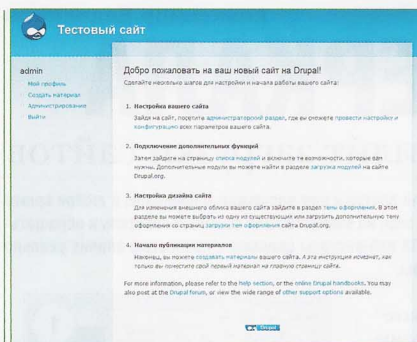 Тестовый сайт
admin
Мой профиль
Создать материал
Администрирование
Выйти
Добро пожаловать на ваш новый сайт на Drupal!
Сделайте несколько шагов для настройки и начала работы вашего сайта:
1. Настройка вашего сайта
Зайдя на сайт, посетите администраторский раздел, где вы сможете провести настройку и
конфигурацию всех параметров вашего сайта.
2. Подключение дополнительных функций
Затем зайдите на страницу списка модулей и включите те возможности, которые вам
нужны. Дополнительные модули вы можете найти в разделе загрузка модулей на сайте
Drupal.org.
3. Настройка дизайна сайта
Для изменения внешнего облика вашего сайта зайдите в раздел темы оформления. В этом
разделе вы можете выбрать из одну из существующих или загрузить дополнительную тему
оформления со страниц загрузки тем оформления сайта Drupal.org.
4. Начало публикации материалов
Наконец, вы можете создавать материалы вашего сайта. А эта инструкция исчезнет, как
только вы поместите свой первый материал на главную страницу сайта.
For more information, please refer to the help section, or the online Drupal handbooks. You may
also post at the Drupal forum, or view the wide range of other support options available.
Drupal